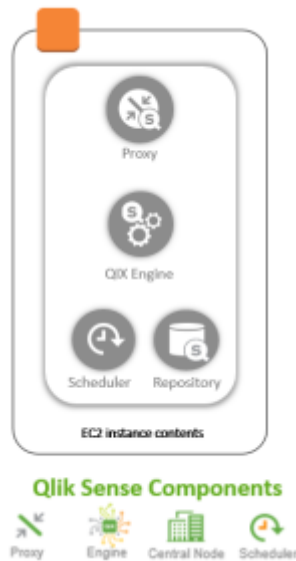 Proxy
QIX Engine
Scheduler Repository
EC2 instance contents
Qlik Sense Components
Proxy Engine Central Node Scheduler